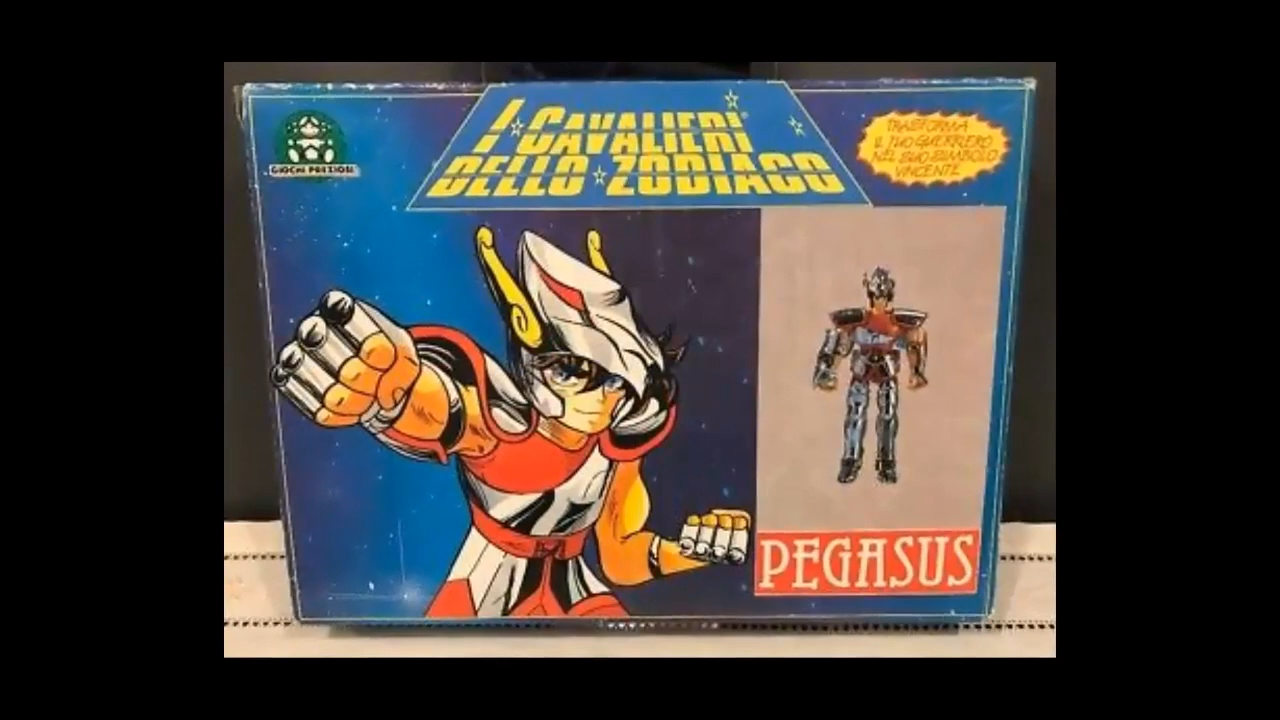 GIOCHI PREZIOSI
I CAVALIERI
DELLO ZODIACO
TRASFORMA
IL TUO GUERRIERO
NEL SUO SIMBOLO
VINCENTE
PEGASUS